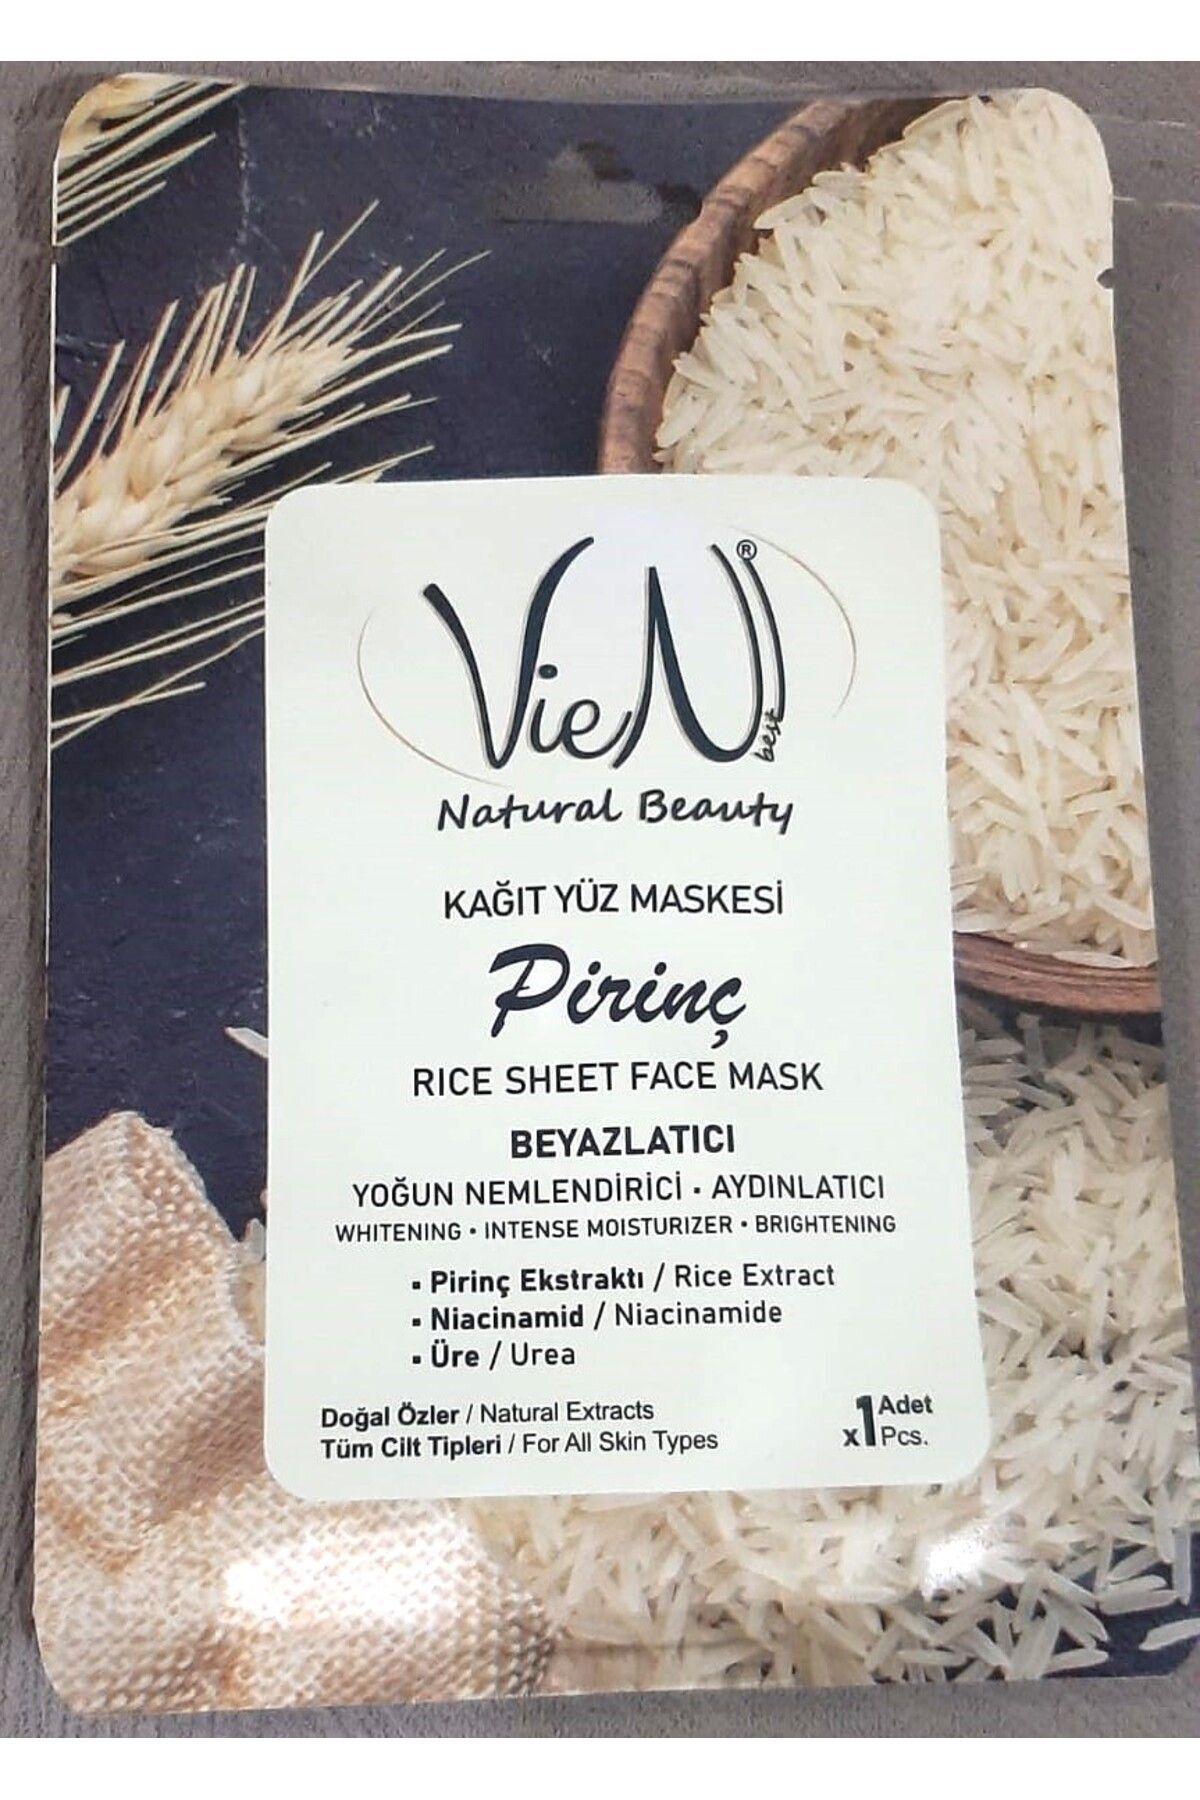 VieN®
best
Natural Beauty
KAĞIT YÜZ MASKESİ
Pirinç
RICE SHEET FACE MASK
BEYAZLATICI
YOĞUN NEMLENDİRİCİ • AYDINLATICI
WHITENING • INTENSE MOISTURIZER • BRIGHTENING
▪ Pirinç Ekstraktı / Rice Extract
▪ Niacinamid / Niacinamide
▪ Üre / Urea
Doğal Özler / Natural Extracts
Tüm Cilt Tipleri / For All Skin Types
x1 Adet
Pcs.